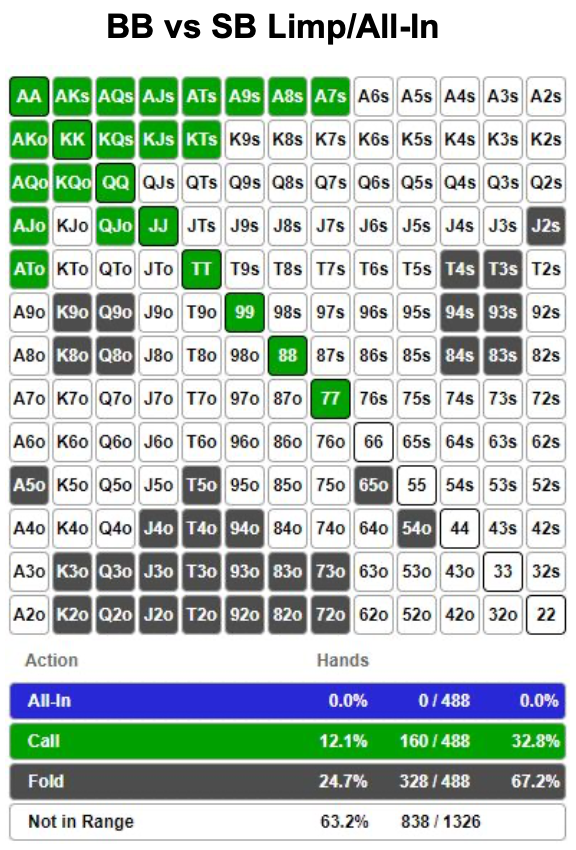 BB vs SB Limp/All-In
AA AKs AQs AJs ATs A9s A8s A7s A6s A5s A4s A3s A2s
AKo KK KQs KJs KTs K9s K8s K7s K6s K5s K4s K3s K2s
AQo KQo QQ QJs QTs Q9s Q8s Q7s Q6s Q5s Q4s Q3s Q2s
AJo KJo QJo JJ JTs J9s J8s J7s J6s J5s J4s J3s J2s
ATo KTo QTo JTo TT T9s T8s T7s T6s T5s T4s T3s T2s
A9o K9o Q9o J9o T9o 99 98s 97s 96s 95s 94s 93s 92s
A8o K8o Q8o J8o T8o 98o 88 87s 86s 85s 84s 83s 82s
A7o K7o Q7o J7o T7o 97o 87o 77 76s 75s 74s 73s 72s
A6o K6o Q6o J6o T6o 96o 86o 76o 66 65s 64s 63s 62s
A5o K5o Q5o J5o T5o 95o 85o 75o 65o 55 54s 53s 52s
A4o K4o Q4o J4o T4o 94o 84o 74o 64o 54o 44 43s 42s
A3o K3o Q3o J3o T3o 93o 83o 73o 63o 53o 43o 33 32s
A2o K2o Q2o J2o T2o 92o 82o 72o 62o 52o 42o 32o 22
Action Hands
All-In 0.0% 0 / 488 0.0%
Call 12.1% 160 / 488 32.8%
Fold 24.7% 328 / 488 67.2%
Not in Range 63.2% 838 / 1326